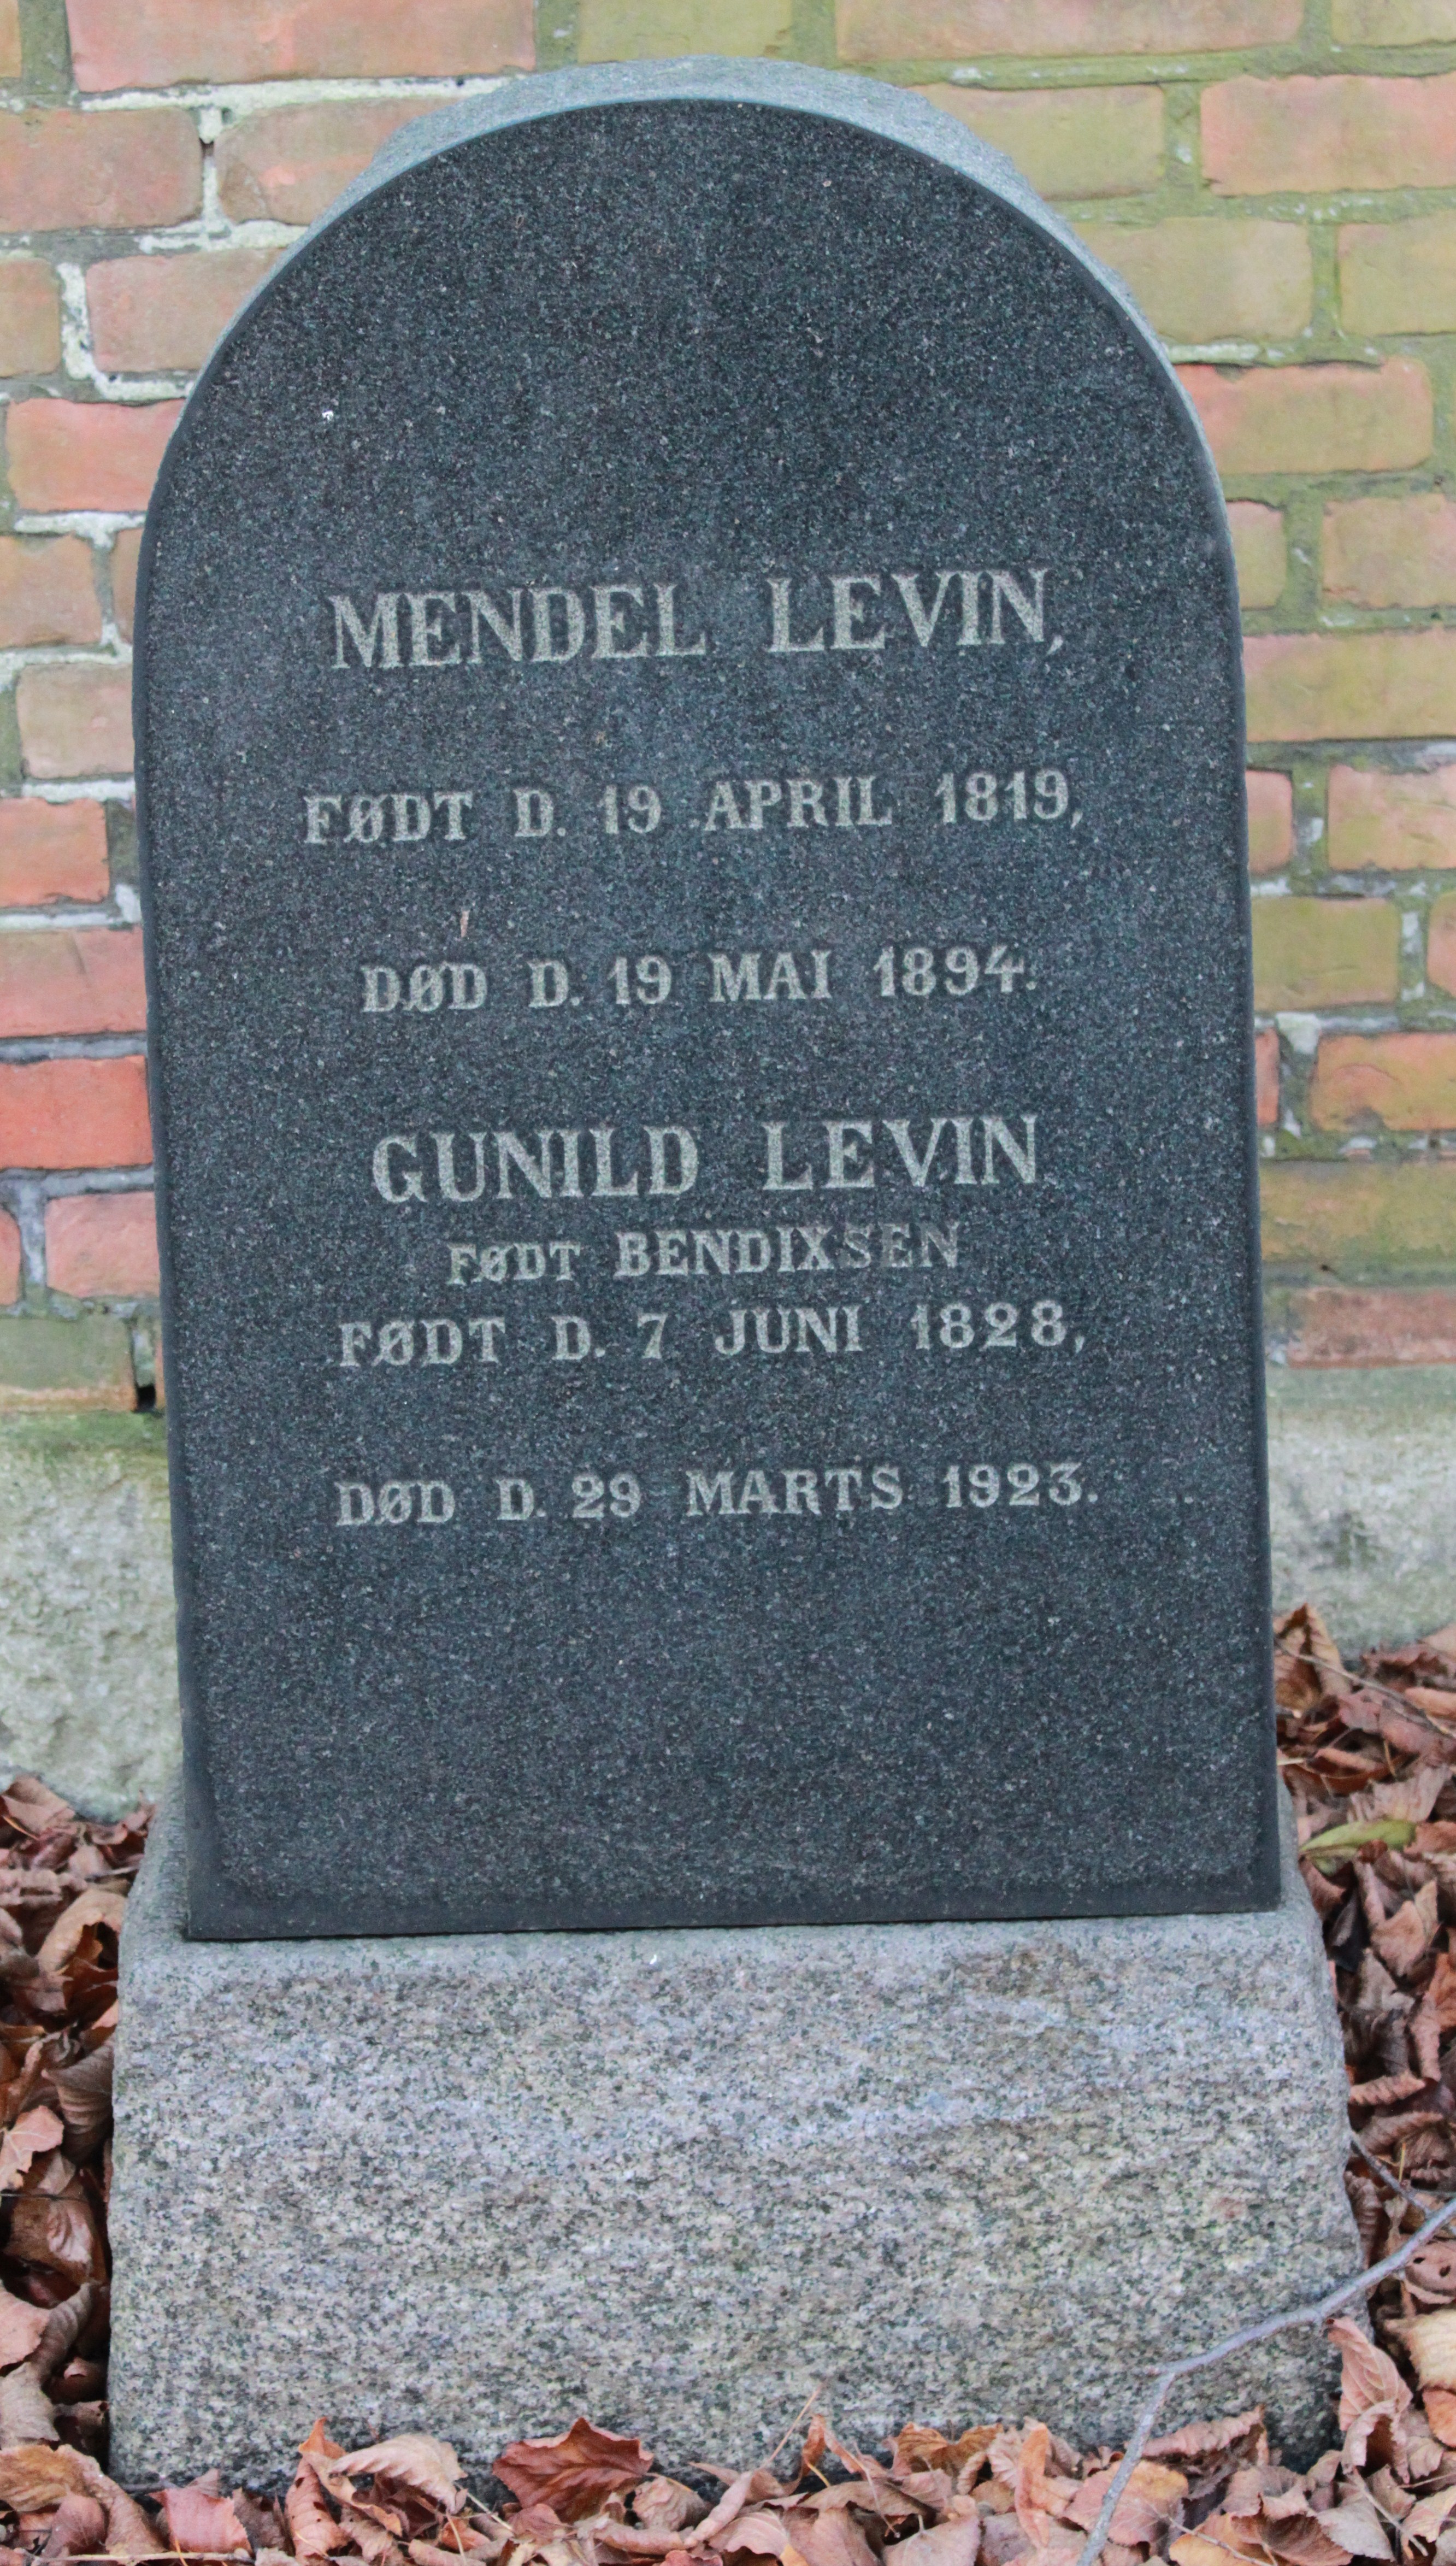 MENDEL LEVIN,
FØDT D. 19 APRIL 1819,
DØD D. 19 MAI 1894.
GUNILD LEVIN
FØDT BENDIXSEN
FØDT D. 7 JUNI 1828,
DØD D. 29 MARTS 1923.